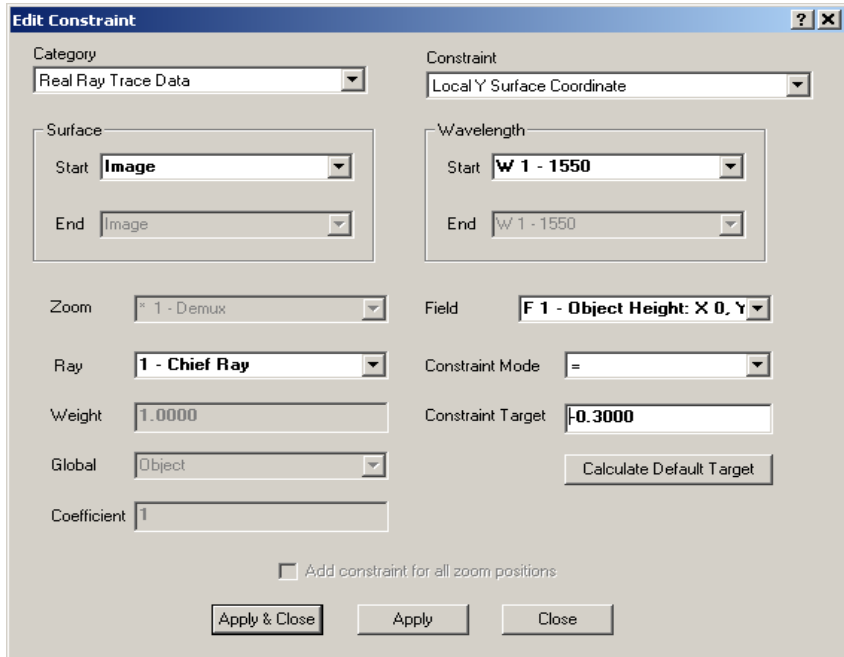 Edit Constraint
Category
Real Ray Trace Data
Constraint
Local Y Surface Coordinate
Surface
Start Image
End Image
Wavelength
Start W 1 - 1550
End W 1 - 1550
Zoom * 1 - Demux
Field F 1 - Object Height: X 0, Y
Ray 1 - Chief Ray
Constraint Mode =
Weight 1.0000
Constraint Target -0.3000
Global Object
Calculate Default Target
Coefficient 1
Add constraint for all zoom positions
Apply & Close Apply Close